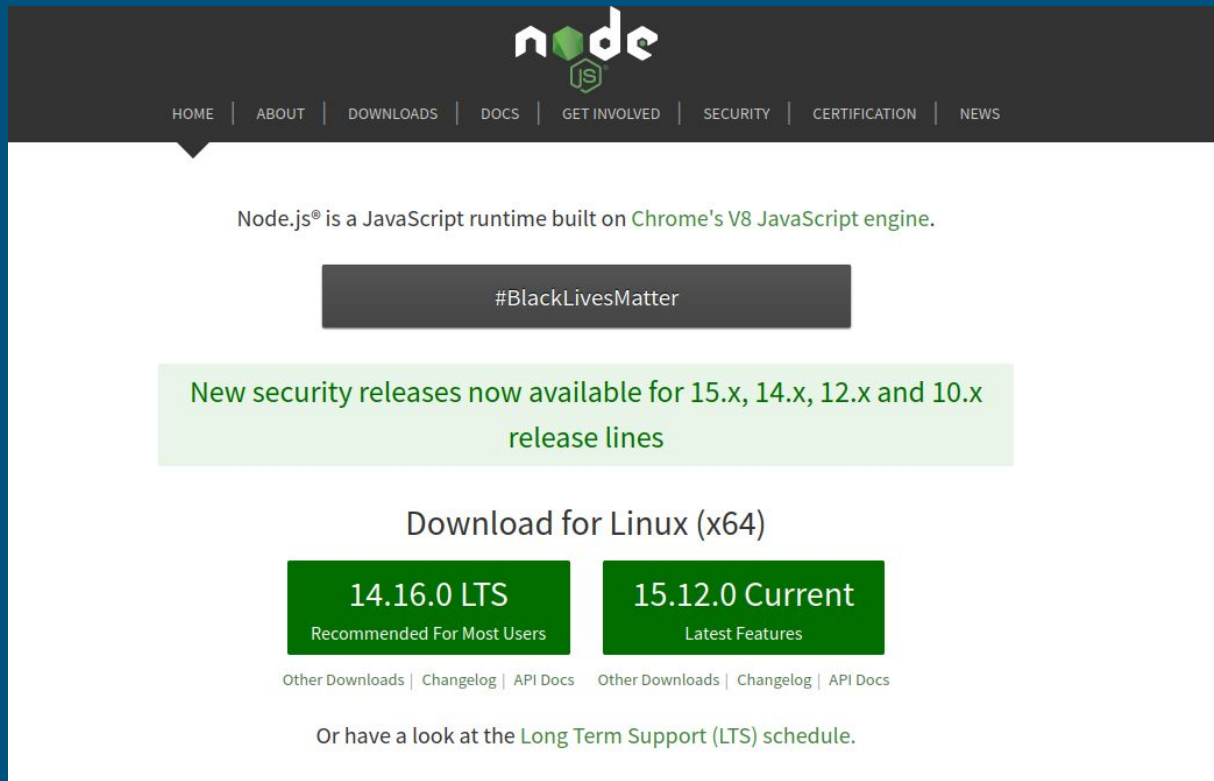 node
JS
HOME | ABOUT | DOWNLOADS | DOCS | GET INVOLVED | SECURITY | CERTIFICATION | NEWS
Node.js® is a JavaScript runtime built on Chrome's V8 JavaScript engine.
#BlackLivesMatter
New security releases now available for 15.x, 14.x, 12.x and 10.x
release lines
Download for Linux (x64)
14.16.0 LTS
Recommended For Most Users
15.12.0 Current
Latest Features
Other Downloads | Changelog | API Docs
Other Downloads | Changelog | API Docs
Or have a look at the Long Term Support (LTS) schedule.